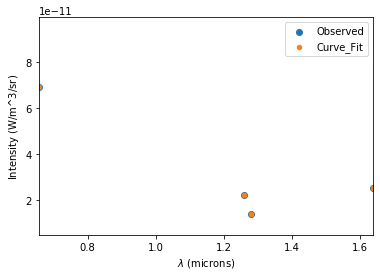 1e−11
Observed
Curve_Fit
8
6
4
2
Intensity (W/m^3/sr)
0.8 1.0 1.2 1.4 1.6
λ (microns)